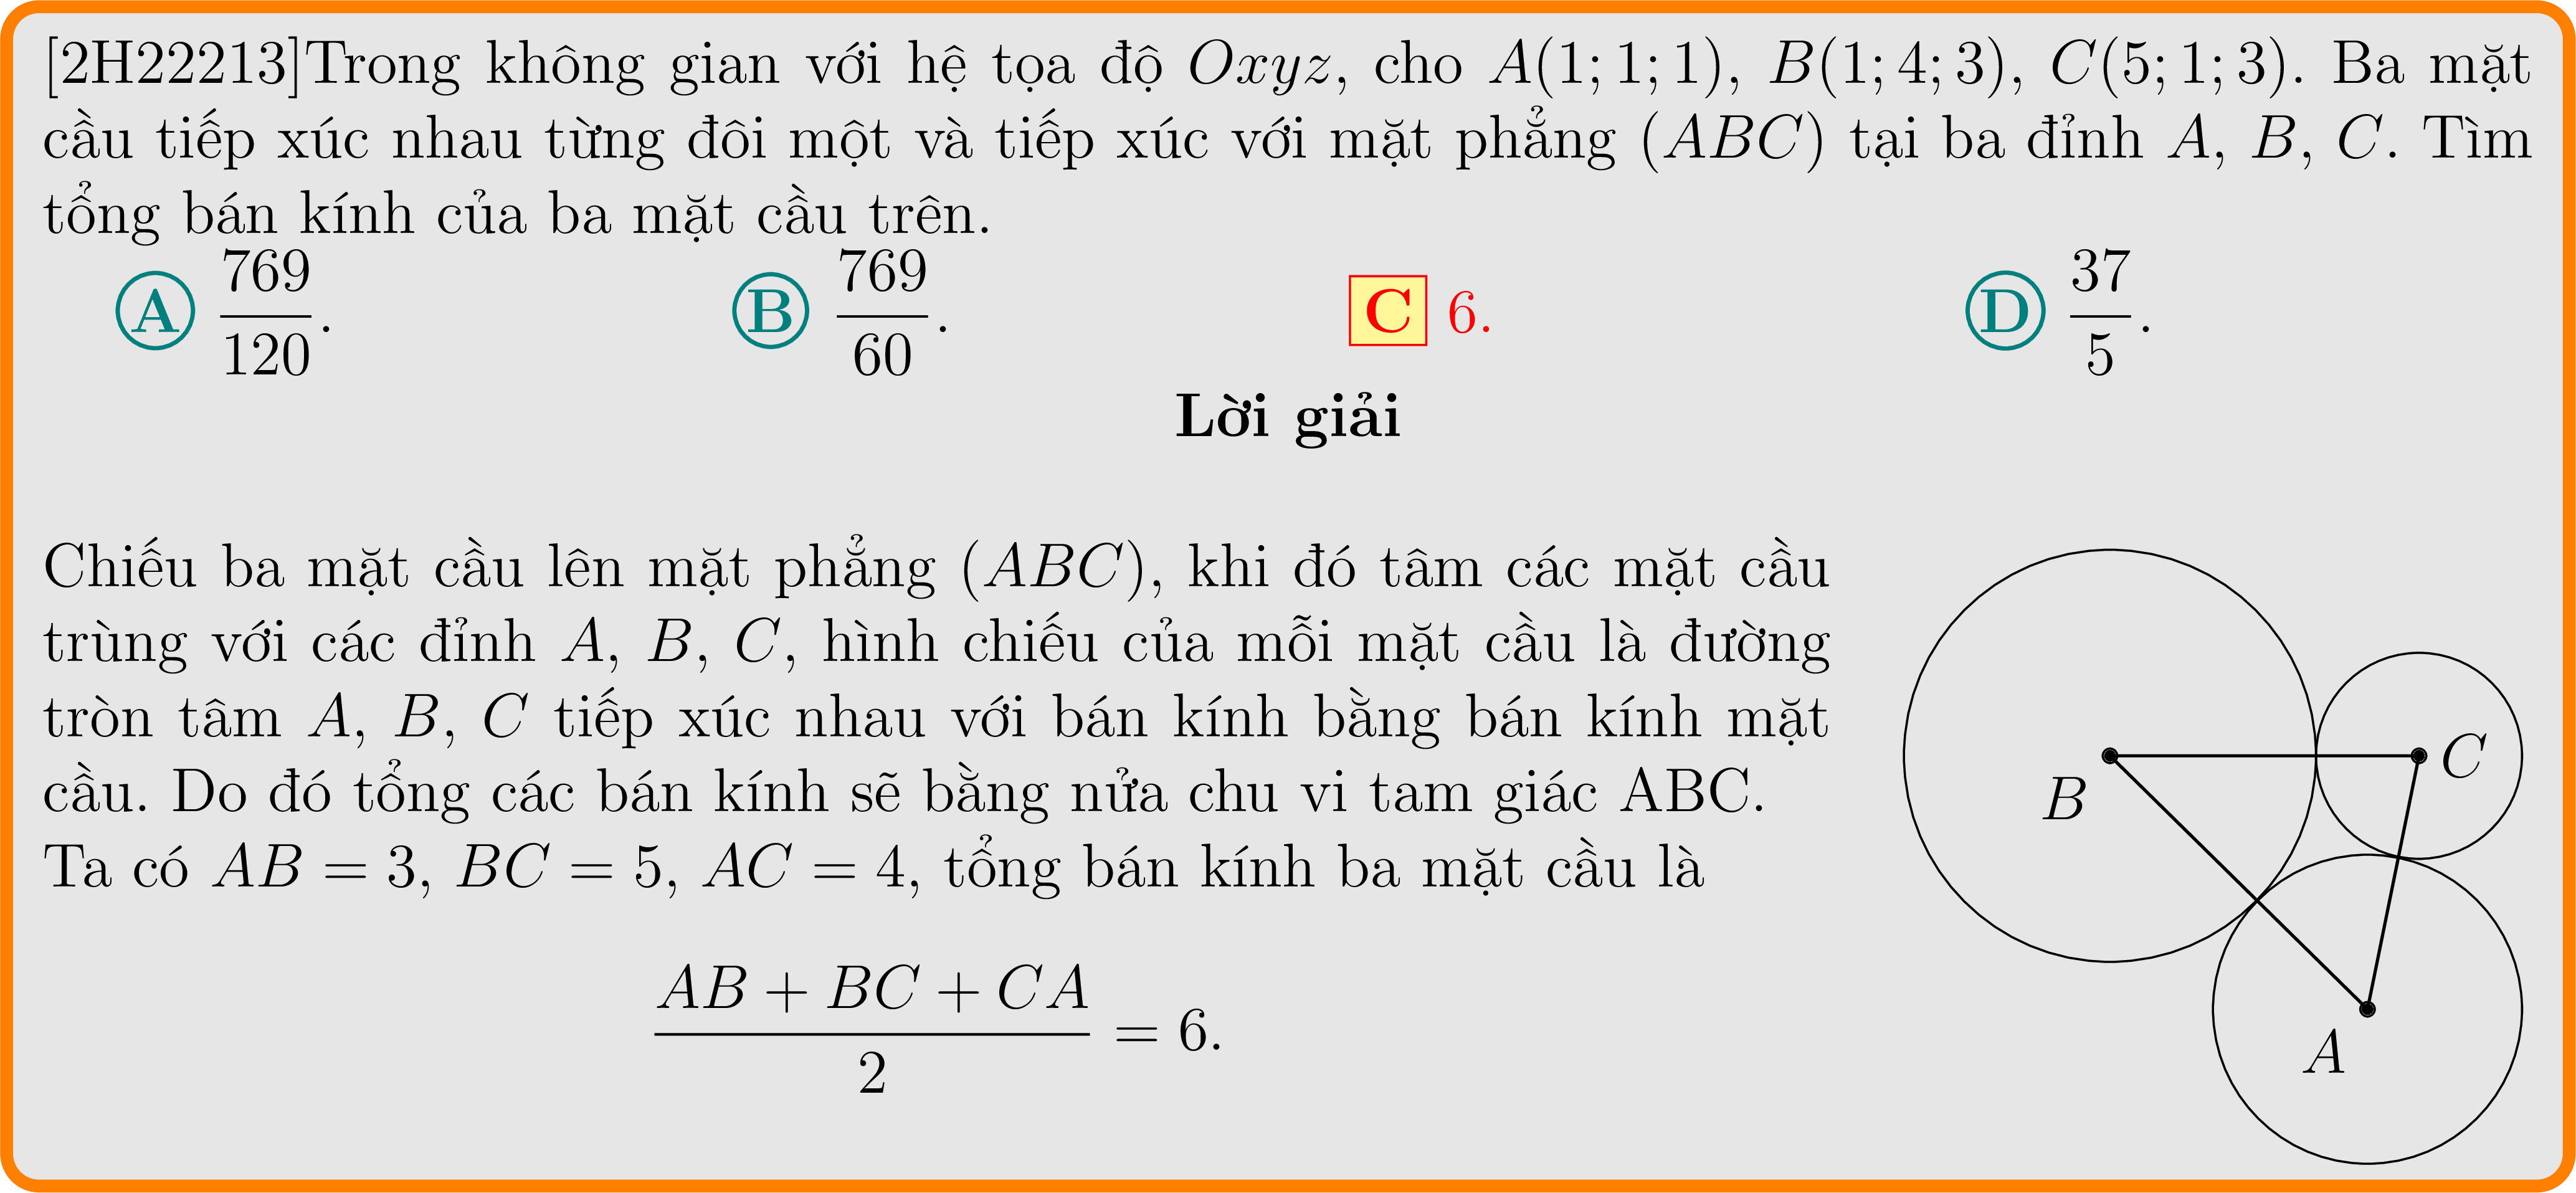 [2H22213]Trong không gian với hệ tọa độ Oxyz, cho A(1; 1; 1), B(1; 4; 3), C(5; 1; 3). Ba mặt
cầu tiếp xúc nhau từng đôi một và tiếp xúc với mặt phẳng (ABC) tại ba đỉnh A, B, C. Tìm
tổng bán kính của ba mặt cầu trên.
A 769/120. B 769/60. C 6. D 37/5.
Lời giải
Chiếu ba mặt cầu lên mặt phẳng (ABC), khi đó tâm các mặt cầu
trùng với các đỉnh A, B, C, hình chiếu của mỗi mặt cầu là đường
tròn tâm A, B, C tiếp xúc nhau với bán kính bằng bán kính mặt
cầu. Do đó tổng các bán kính sẽ bằng nửa chu vi tam giác ABC.
Ta có AB = 3, BC = 5, AC = 4, tổng bán kính ba mặt cầu là
(AB + BC + CA)/2 = 6.
C
B
A